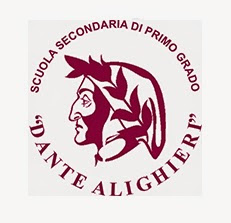 SCUOLA SECONDARIA DI PRIMO GRADO
"DANTE ALIGHIERI"